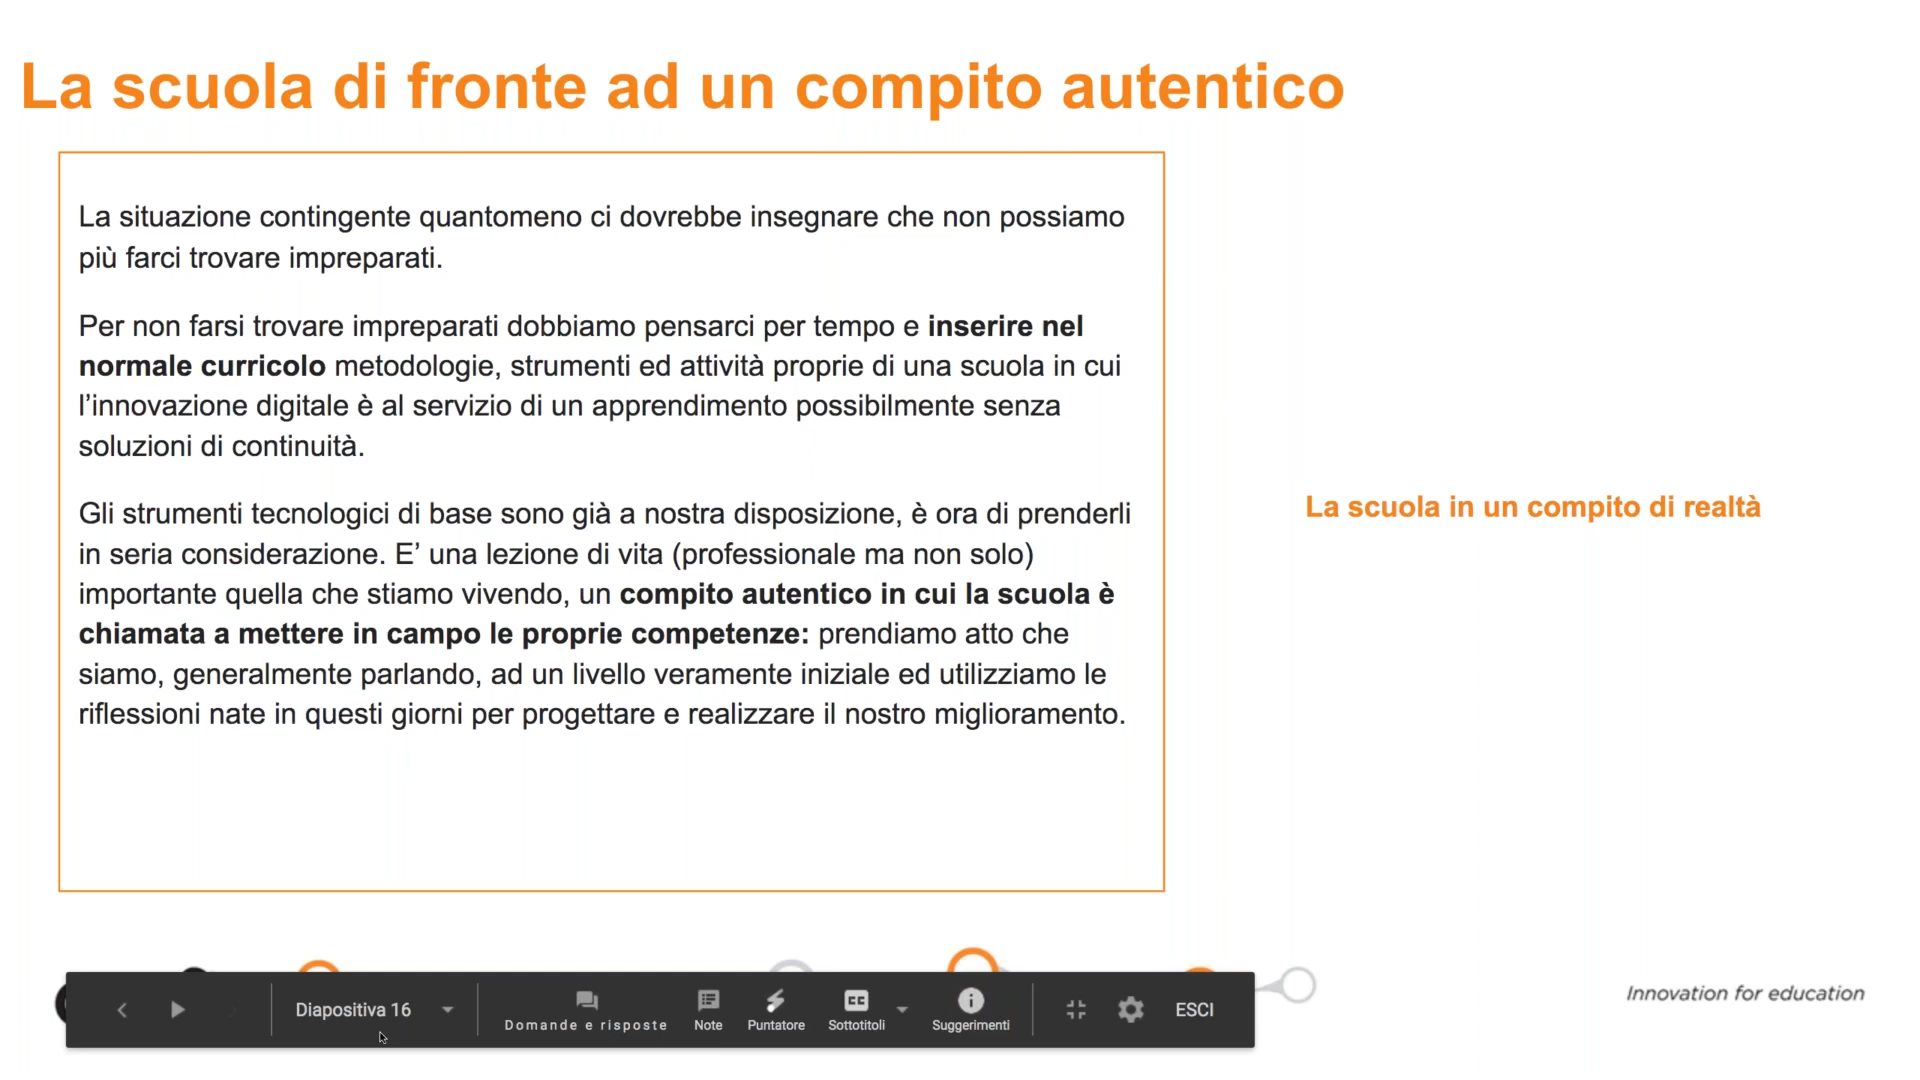 La scuola di fronte ad un compito autentico
La situazione contingente quantomeno ci dovrebbe insegnare che non possiamo
più farci trovare impreparati.
Per non farsi trovare impreparati dobbiamo pensarci per tempo e inserire nel
normale curricolo metodologie, strumenti ed attività proprie di una scuola in cui
l’innovazione digitale è al servizio di un apprendimento possibilmente senza
soluzioni di continuità.
Gli strumenti tecnologici di base sono già a nostra disposizione, è ora di prenderli
in seria considerazione. E’ una lezione di vita (professionale ma non solo)
importante quella che stiamo vivendo, un compito autentico in cui la scuola è
chiamata a mettere in campo le proprie competenze: prendiamo atto che
siamo, generalmente parlando, ad un livello veramente iniziale ed utilizziamo le
riflessioni nate in questi giorni per progettare e realizzare il nostro miglioramento.
La scuola in un compito di realtà
Diapositiva 16
Domande e risposte
Note
Puntatore
CC
Sottotitoli
Suggerimenti
ESCI
Innovation for education